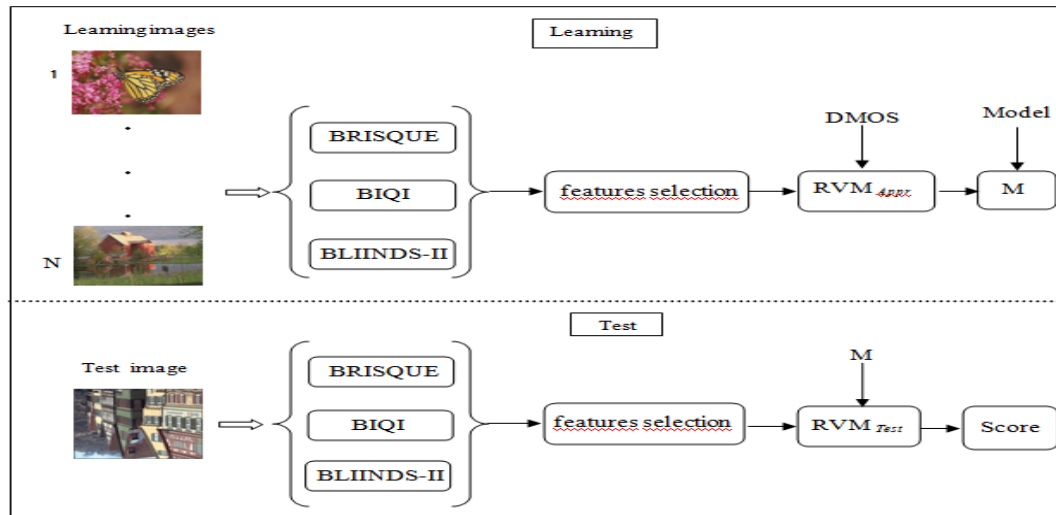 Learning images
Learning
1
BRISQUE
DMOS
Model
BIQI
features selection
RVM Appr
M
N
BLIINDS-II
Test
Test image
BRISQUE
M
BIQI
features selection
RVM Test
Score
BLIINDS-II